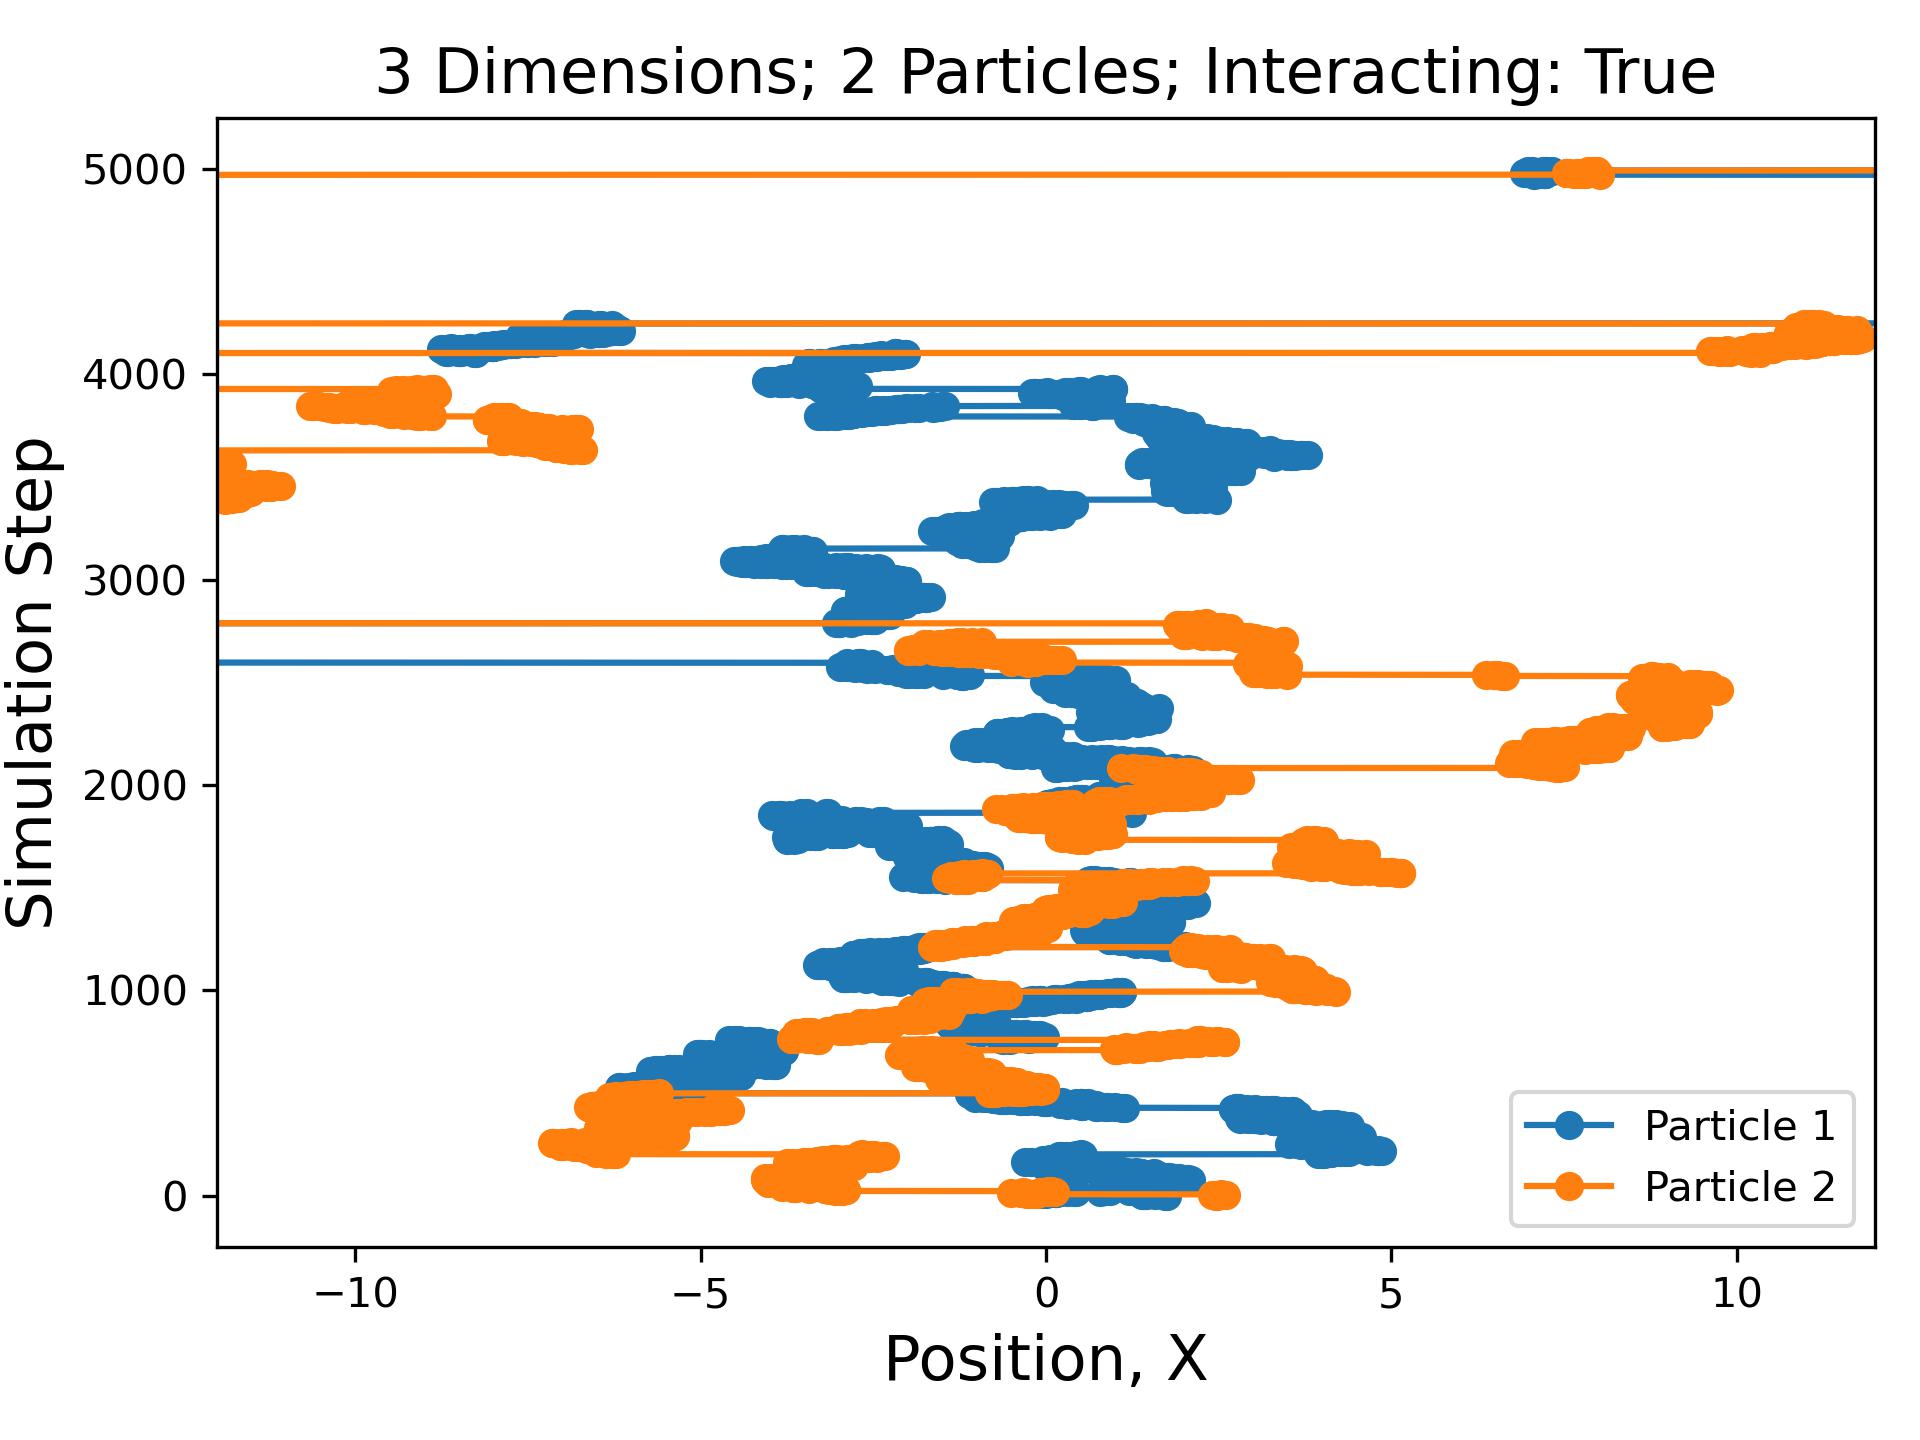 3 Dimensions; 2 Particles; Interacting: True
Simulation Step
5000
4000
3000
2000
1000
0
−10
−5
0
5
10
Position, X
Particle 1
Particle 2